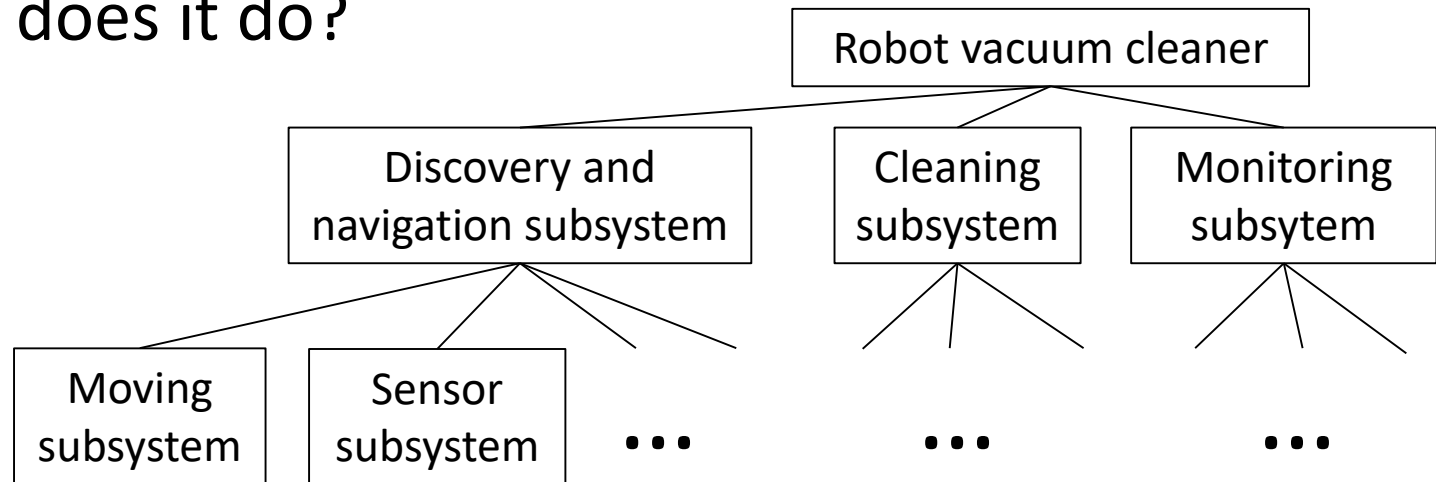 does it do?
Robot vacuum cleaner
Discovery and
navigation subsystem
Cleaning
subsystem
Monitoring
subsytem
Moving
subsystem
Sensor
subsystem
...
...
...